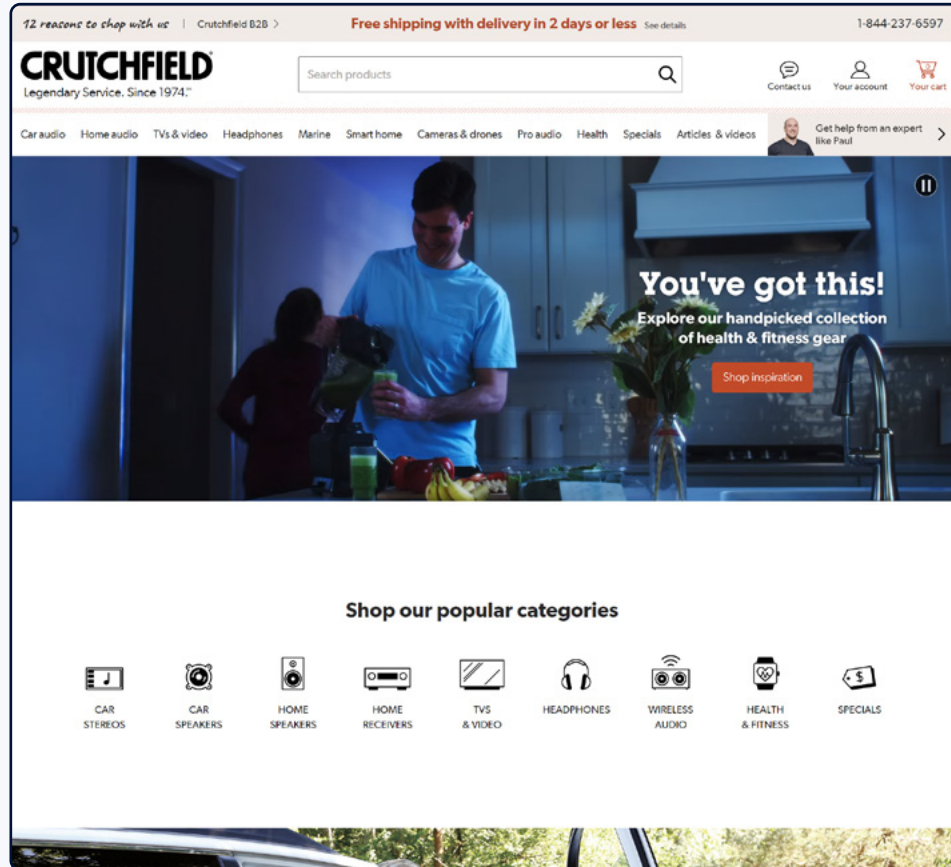 12 reasons to shop with us | Crutchfield B2B >
Free shipping with delivery in 2 days or less See details
1-844-237-6597
CRUTCHFIELD
Legendary Service. Since 1974.™
Search products
Contact us
Your account
0
Your cart
Car audio Home audio TVs & video Headphones Marine Smart home Cameras & drones Pro audio Health Specials Articles & videos
Get help from an expert
like Paul
You've got this!
Explore our handpicked collection
of health & fitness gear
Shop inspiration
Shop our popular categories
CAR
STEREOS
CAR
SPEAKERS
HOME
SPEAKERS
HOME
RECEIVERS
TVS
& VIDEO
HEADPHONES
WIRELESS
AUDIO
HEALTH
& FITNESS
$
SPECIALS